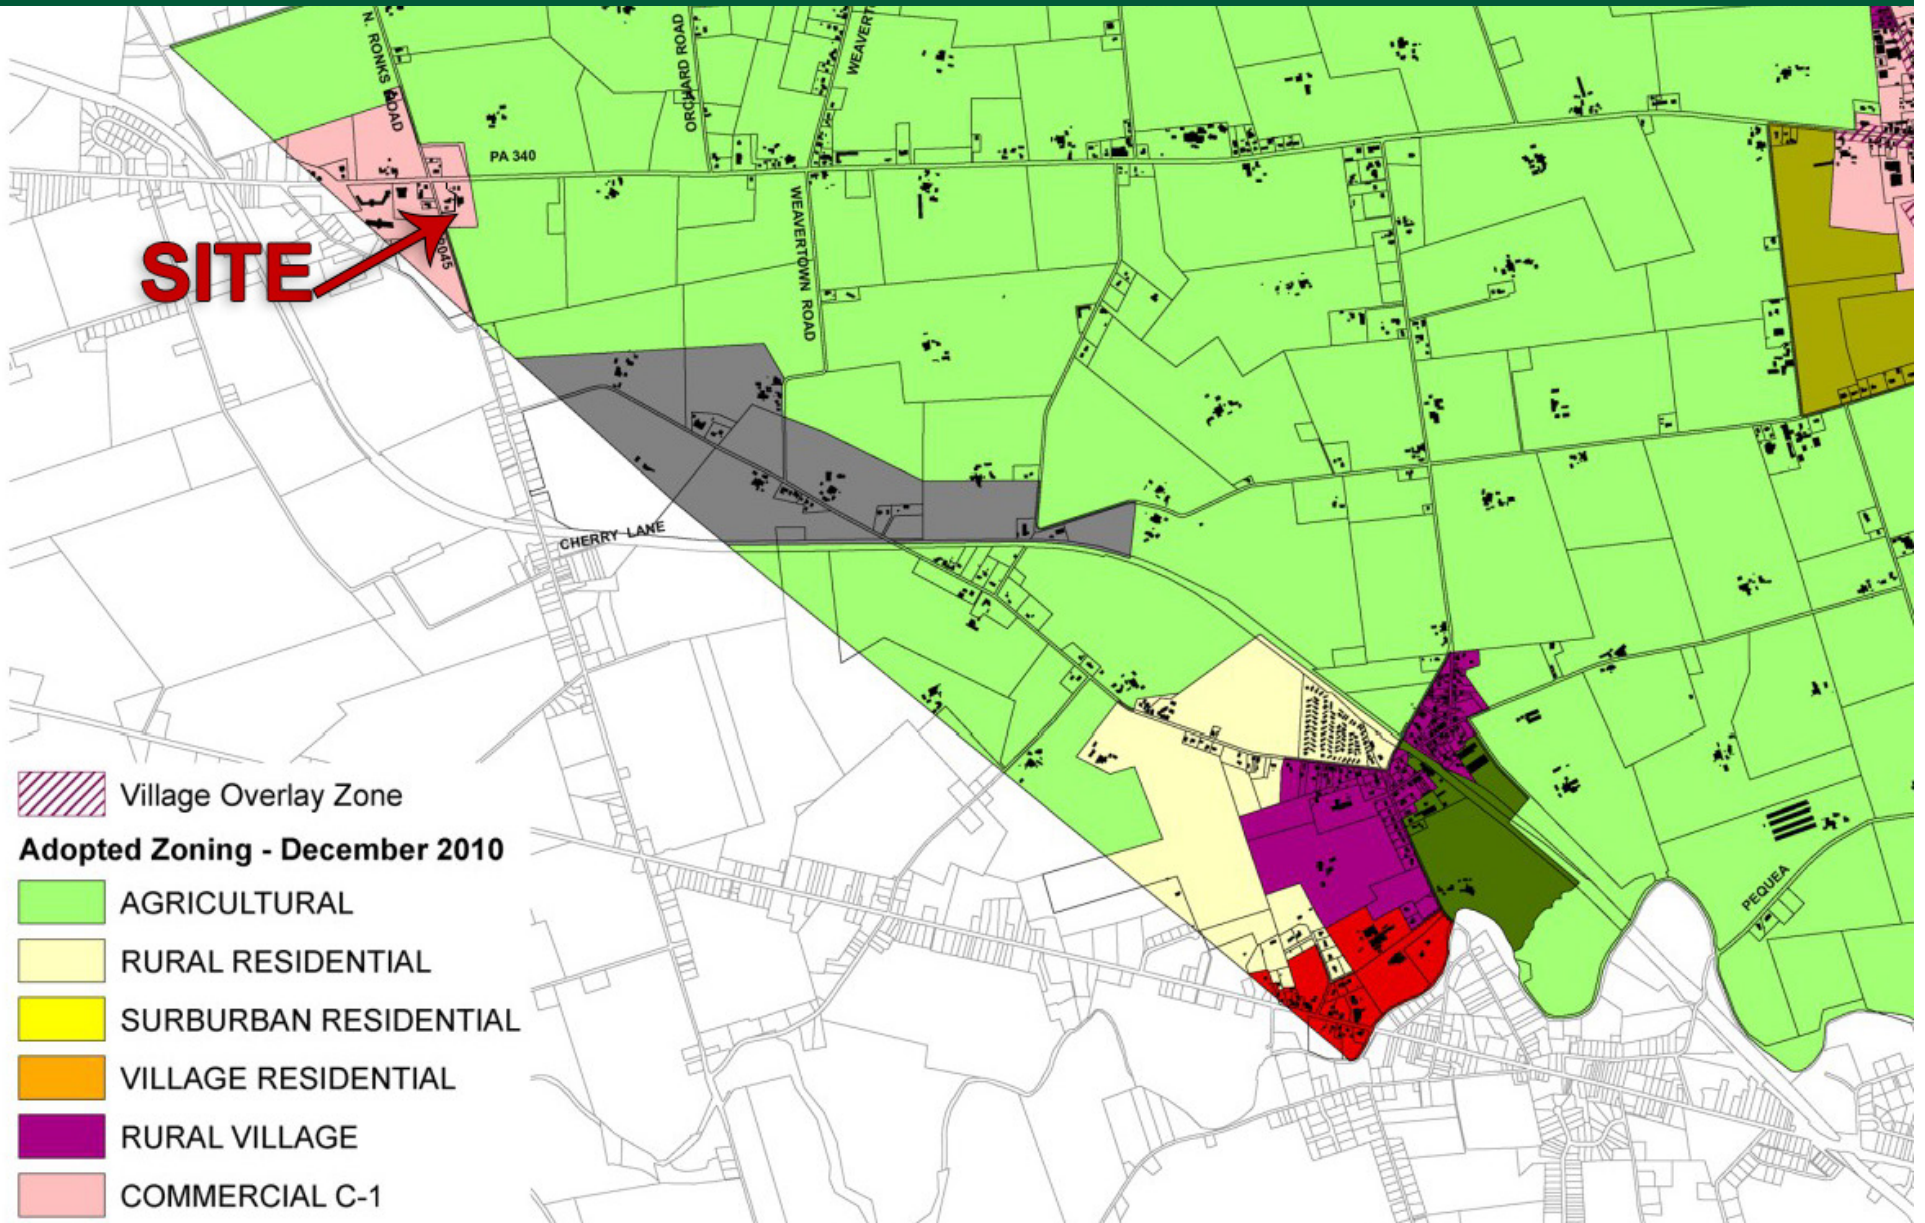 N. RONKS ROAD
ORCHARD ROAD
WEAVERT
PA 340
WEAVERTOWN ROAD
SITE
CHERRY LANE
PEQUEA
Village Overlay Zone
Adopted Zoning - December 2010
AGRICULTURAL
RURAL RESIDENTIAL
SURBURBAN RESIDENTIAL
VILLAGE RESIDENTIAL
RURAL VILLAGE
COMMERCIAL C-1